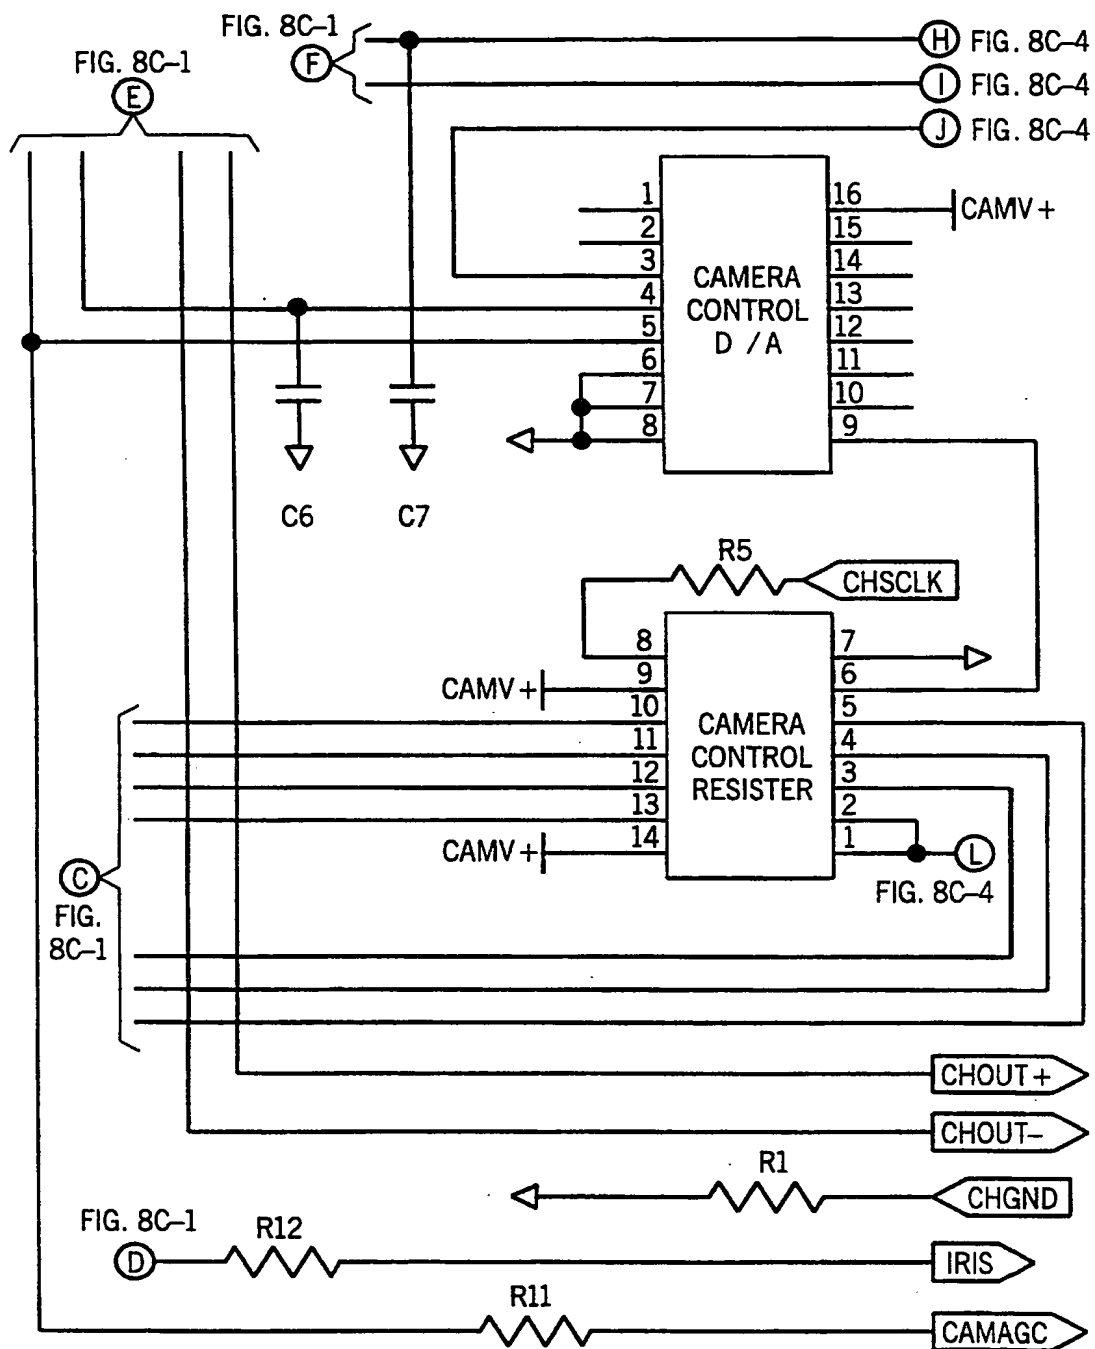 FIG. 8C–1
F
H FIG. 8C–4
I FIG. 8C–4
J FIG. 8C–4
FIG. 8C–1
E
1
2
3
4
5
6
7
8
CAMERA
CONTROL
D /A
16
15
14
13
12
11
10
9
CAMV+
C6
C7
R5
CHSCLK
8
9
10
11
12
13
14
CAMV+
CAMV+
CAMERA
CONTROL
RESISTER
7
6
5
4
3
2
1
L
FIG. 8C–4
C
FIG.
8C–1
CHOUT+
CHOUT–
R1
CHGND
FIG. 8C–1
D
R12
IRIS
R11
CAMAGC